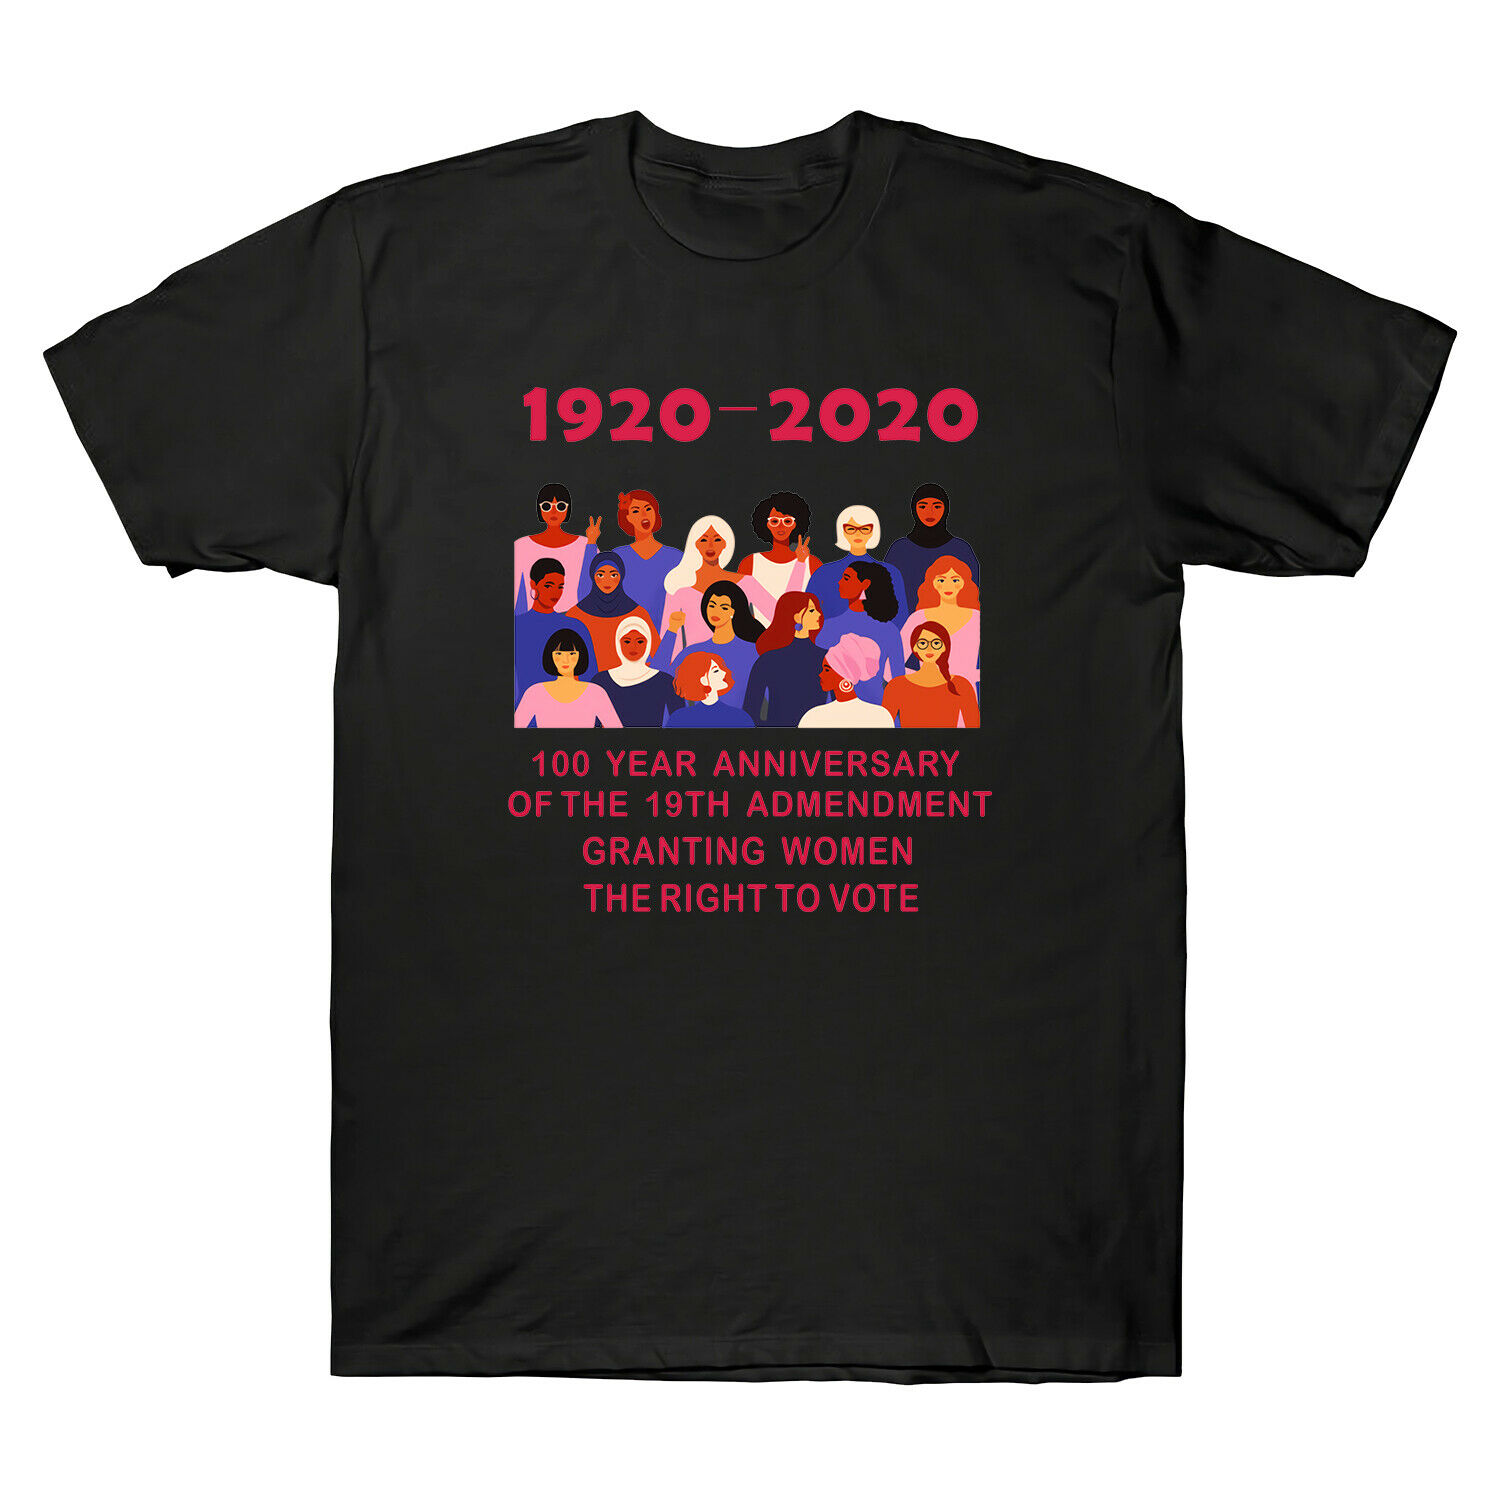 1920-2020
100 YEAR ANNIVERSARY
OF THE 19TH ADMENDMENT
GRANTING WOMEN
THE RIGHT TO VOTE